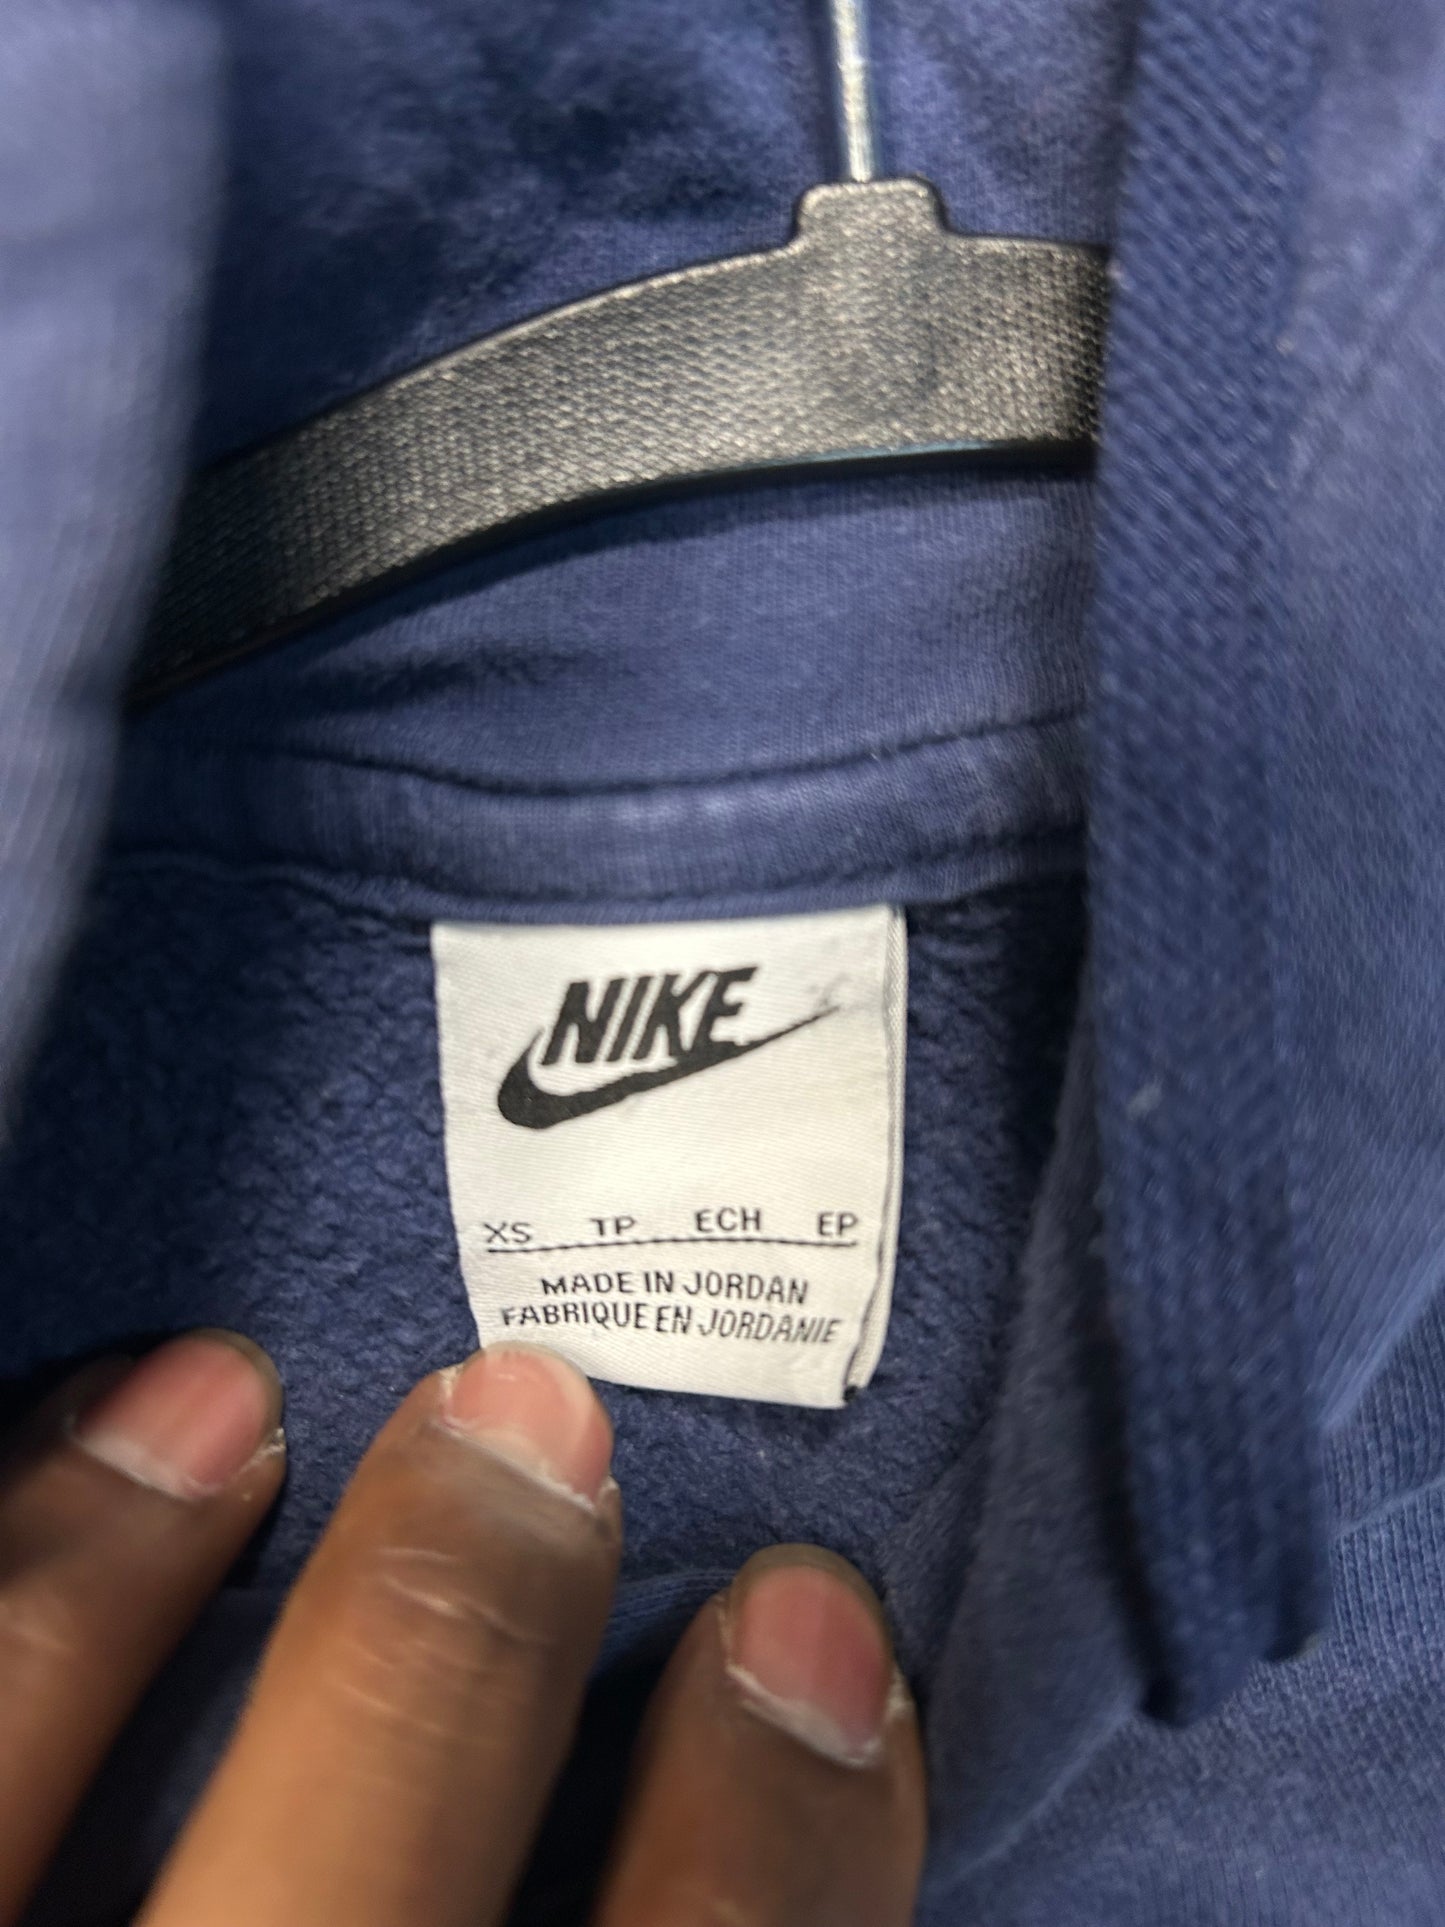 NIKE
XS TP ECH EP
MADE IN JORDAN
FABRIQUE EN JORDANIE